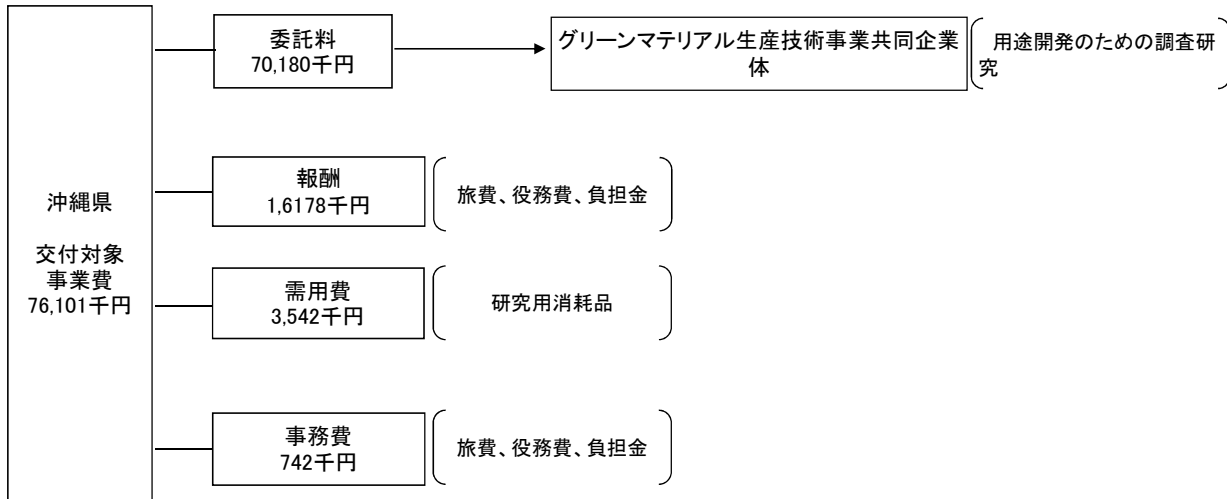 沖縄県
交付対象
事業費
76,101千円
委託料
70,180千円
グリーンマテリアル生産技術事業共同企業
体
用途開発のための調査研
究
報酬
1,6178千円
旅費、役務費、負担金
需用費
3,542千円
研究用消耗品
事務費
742千円
旅費、役務費、負担金